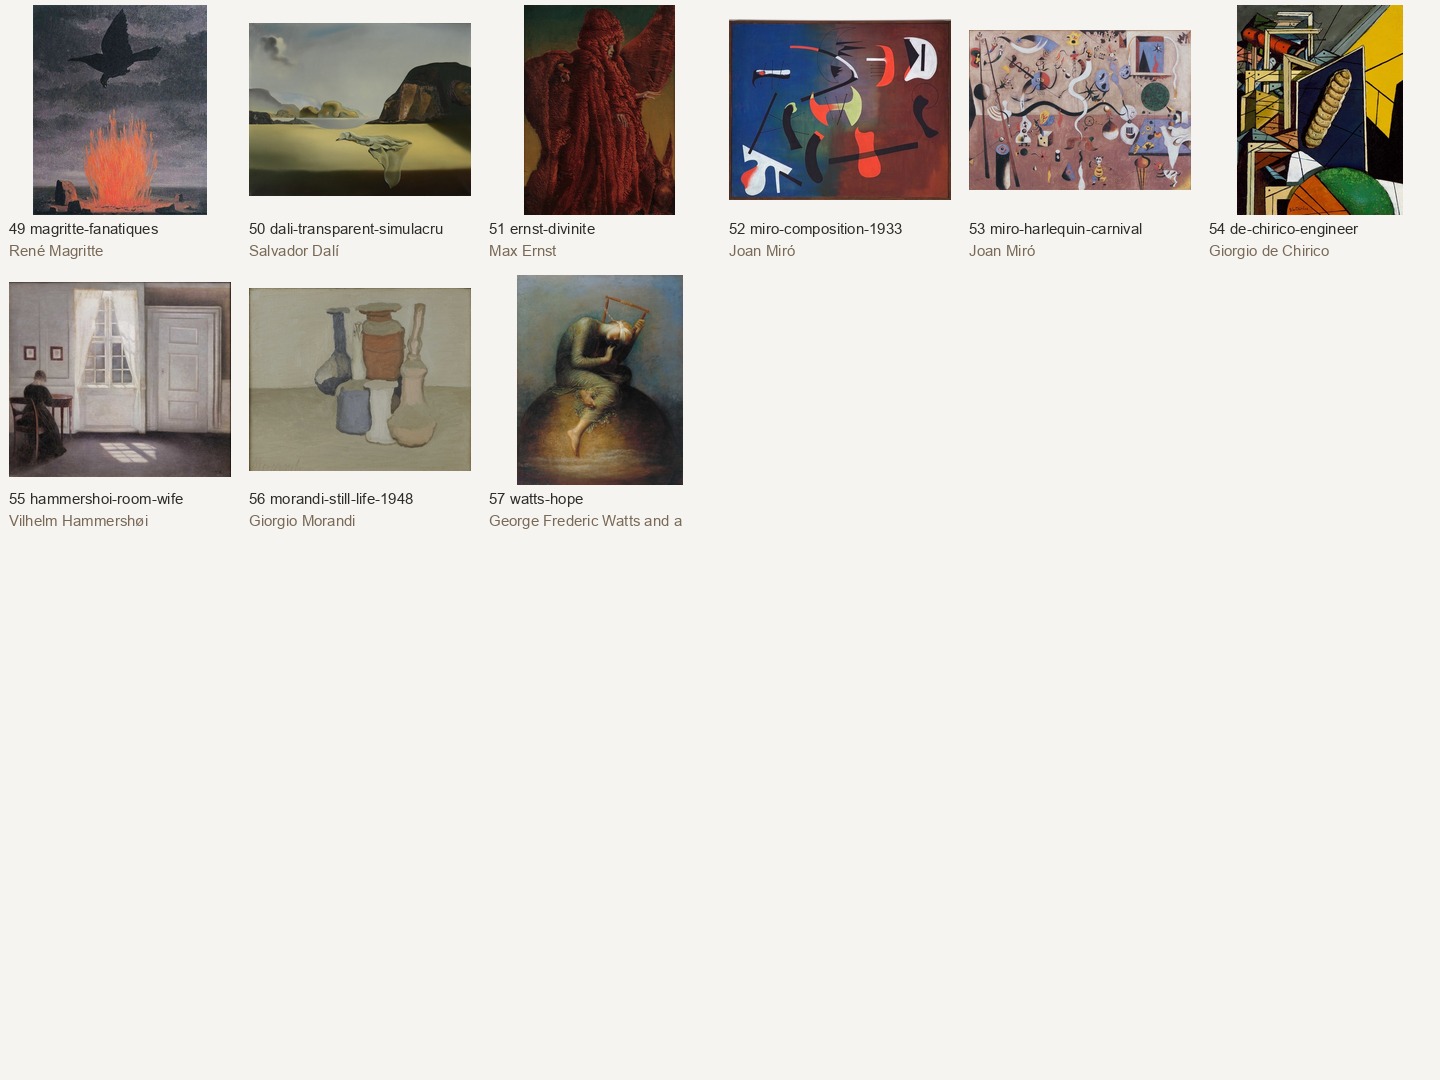 49 magritte-fanatiques
René Magritte
50 dali-transparent-simulacru
Salvador Dalí
51 ernst-divinite
Max Ernst
52 miro-composition-1933
Joan Miró
53 miro-harlequin-carnival
Joan Miró
54 de-chirico-engineer
Giorgio de Chirico
55 hammershoi-room-wife
Vilhelm Hammershøi
56 morandi-still-life-1948
Giorgio Morandi
57 watts-hope
George Frederic Watts and a